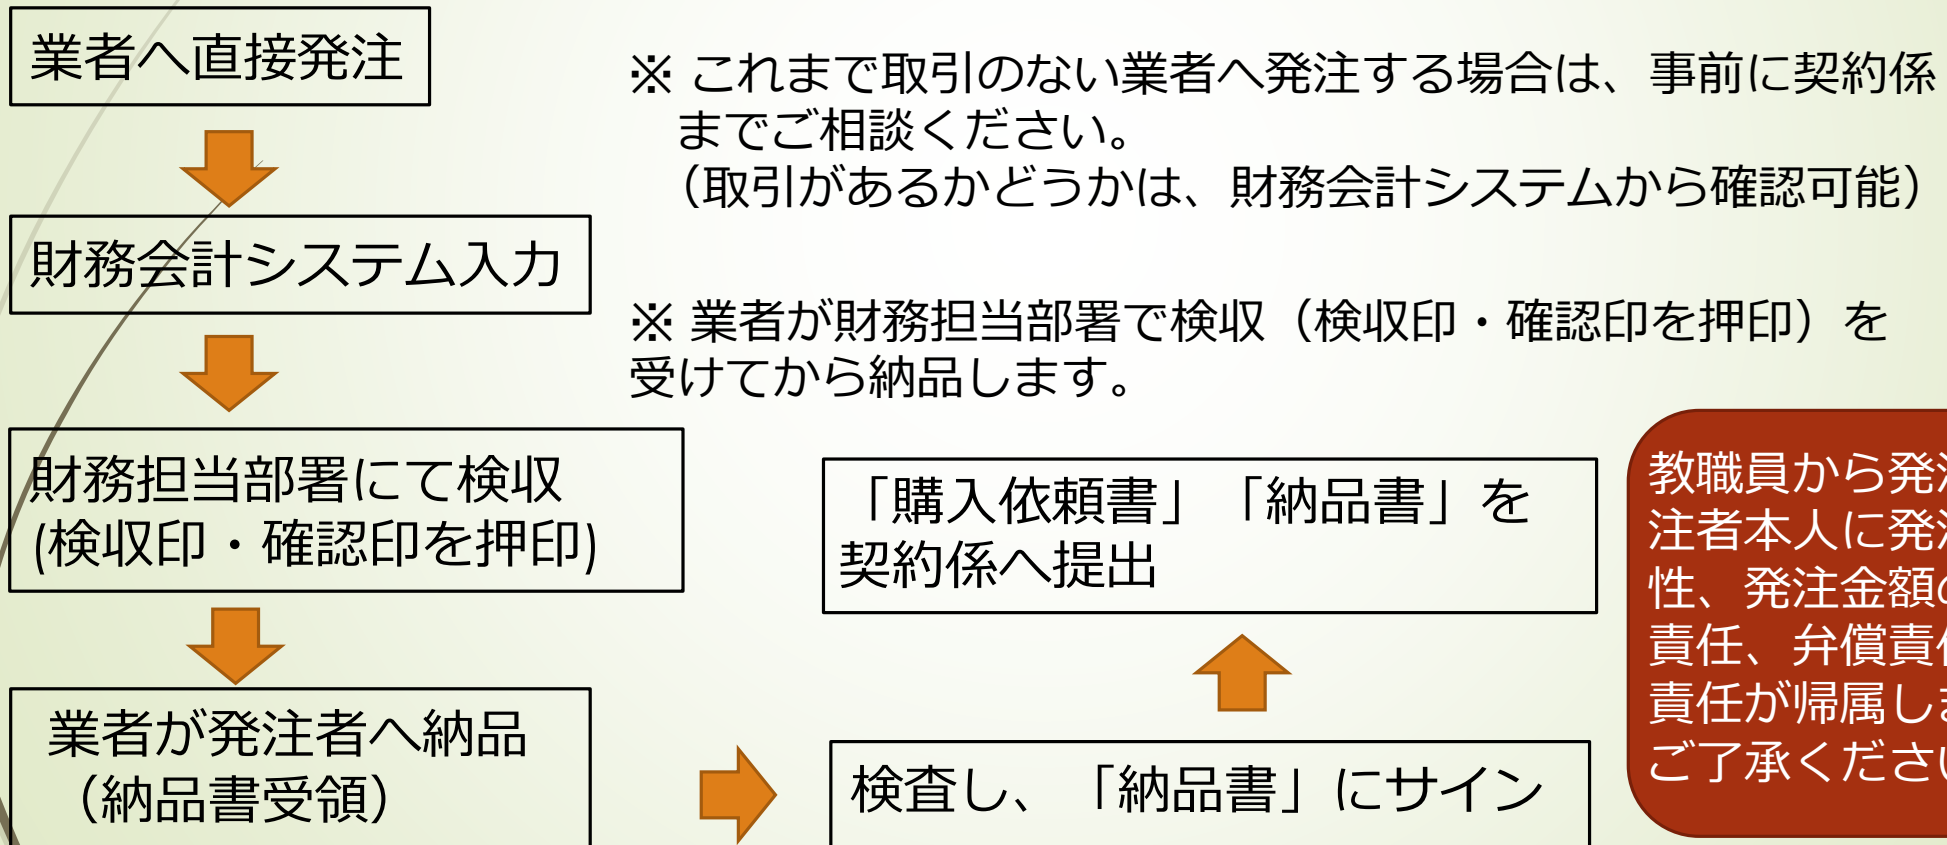 業者へ直接発注
※ これまで取引のない業者へ発注する場合は、事前に契約係
までご相談ください。
（取引があるかどうかは、財務会計システムから確認可能）
財務会計システム入力
※ 業者が財務担当部署で検収（検収印・確認印を押印）を
受けてから納品します。
財務担当部署にて検収
(検収印・確認印を押印)
業者が発注者へ納品
（納品書受領）
検査し、「納品書」にサイン
「購入依頼書」「納品書」を
契約係へ提出
教職員から発
注者本人に発
性、発注金額
責任、弁償責
責任が帰属し
ご了承くださ